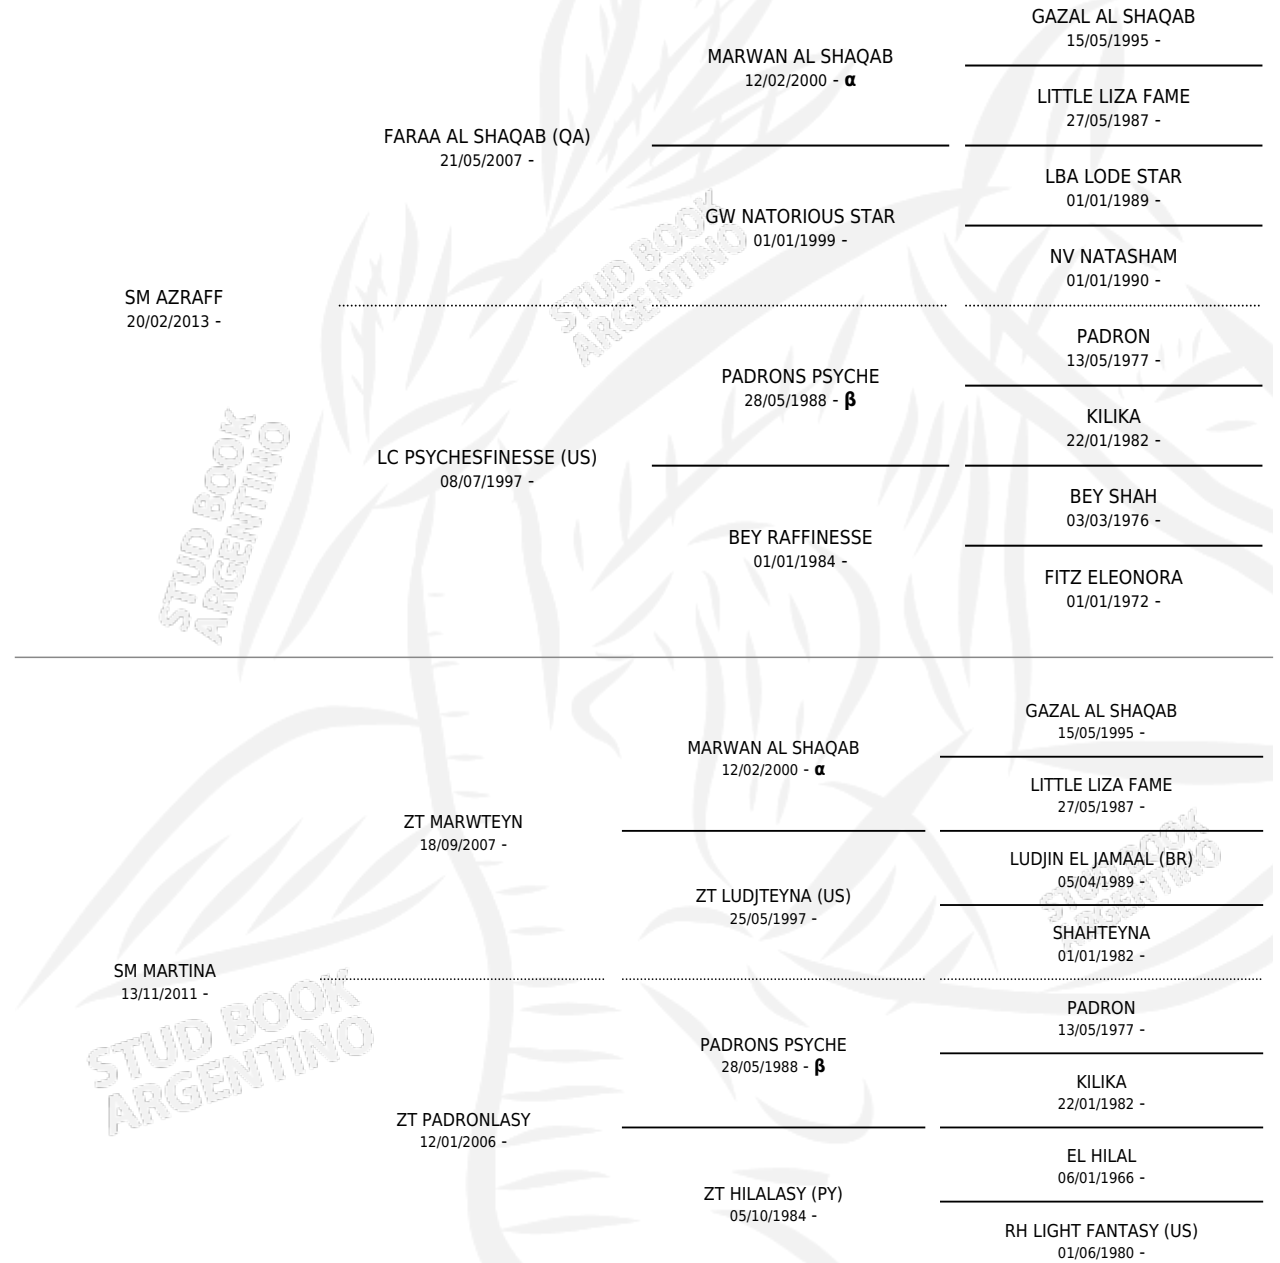 GAZAL AL SHAQAB
15/05/1995 -
MARWAN AL SHAQAB
12/02/2000 - α
LITTLE LIZA FAME
27/05/1987 -
FARAA AL SHAQAB (QA)
21/05/2007 -
LBA LODE STAR
01/01/1989 -
GW NATORIOUS STAR
01/01/1999 -
NV NATASHAM
01/01/1990 -
SM AZRAFF
20/02/2013 -
PADRON
13/05/1977 -
PADRONS PSYCHE
28/05/1988 - β
KILIKA
22/01/1982 -
LC PSYCHESFINESSE (US)
08/07/1997 -
BEY SHAH
03/03/1976 -
BEY RAFFINESSE
01/01/1984 -
FITZ ELEONORA
01/01/1972 -
STUD BOOK
ARGENTINO
STUD BOOK
ARGENTINO
GAZAL AL SHAQAB
15/05/1995 -
MARWAN AL SHAQAB
12/02/2000 - α
LITTLE LIZA FAME
27/05/1987 -
ZT MARWTEYN
18/09/2007 -
LUDJIN EL JAMAAL (BR)
05/04/1989 -
ZT LUDJTEYNA (US)
25/05/1997 -
SHAHTEYNA
01/01/1982 -
SM MARTINA
13/11/2011 -
PADRON
13/05/1977 -
PADRONS PSYCHE
28/05/1988 - β
KILIKA
22/01/1982 -
ZT PADRONLASY
12/01/2006 -
EL HILAL
06/01/1966 -
ZT HILALASY (PY)
05/10/1984 -
RH LIGHT FANTASY (US)
01/06/1980 -
STUD BOOK
ARGENTINO
STUD BOOK
ARGENTINO